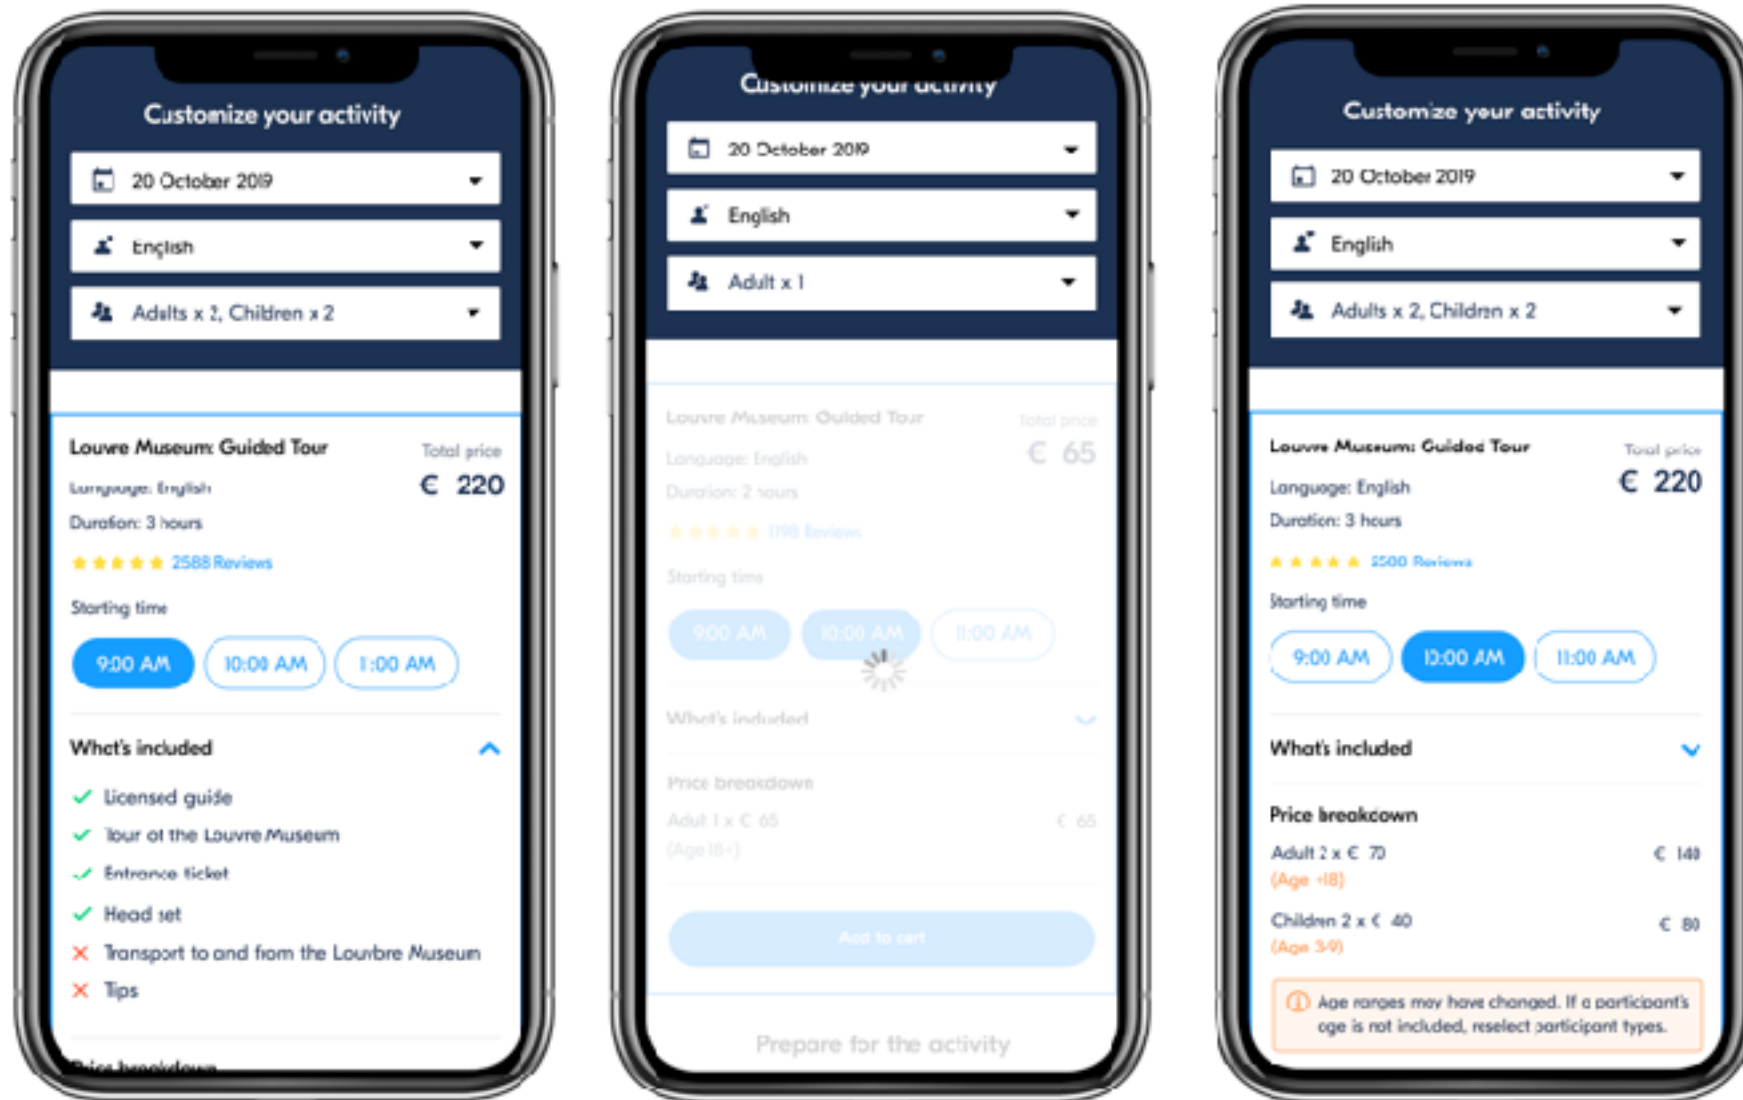 Customize your activity
20 October 2019
English
Adults x 2, Children x 2
Louvre Museum: Guided Tour
Total price
€ 220
Language: English
Duration: 3 hours
2588 Reviews
Starting time
9:00 AM
10:00 AM
11:00 AM
What's included
Licensed guide
Tour of the Louvre Museum
Entrance ticket
Head set
Transport to and from the Louvbre Museum
Tips
Price breakdown
Customize your activity
20 October 2019
English
Adult x 1
Louvre Museum: Guided Tour
Total price
€ 65
Language: English
Duration: 2 hours
1198 Reviews
Starting time
9:00 AM
10:00 AM
11:00 AM
What's included
Price breakdown
Adult 1 x € 65
€ 65
(Age 18+)
Add to cart
Prepare for the activity
Customize your activity
20 October 2019
English
Adults x 2, Children x 2
Louvre Museum: Guided Tour
Total price
€ 220
Language: English
Duration: 3 hours
Reviews
Starting time
9:00 AM
10:00 AM
11:00 AM
What's included
Price breakdown
Adult 2 x € 70
€ 140
(Age +18)
Children 2 x € 40
€ 80
(Age 3-9)
Age ranges may have changed. If a participant's
age is not included, reselect participant types.